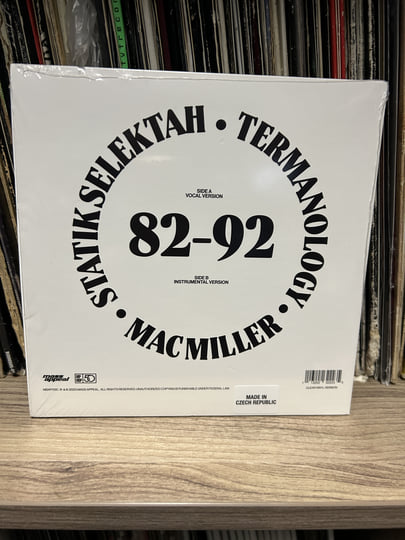 STATIK SELEKTAH • TERMANOLOGY • MAC MILLER •
SIDE A
VOCAL VERSION
82-92
SIDE B
INSTRUMENTAL VERSION
mass
appeal
50
MADE IN
CZECH REPUBLIC